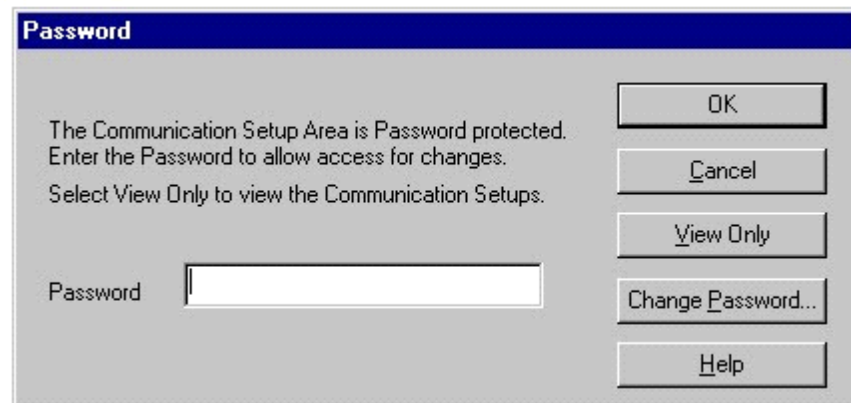 Password
The Communication Setup Area is Password protected.
Enter the Password to allow access for changes.
Select View Only to view the Communication Setups.
Password
OK
Cancel
View Only
Change Password...
Help